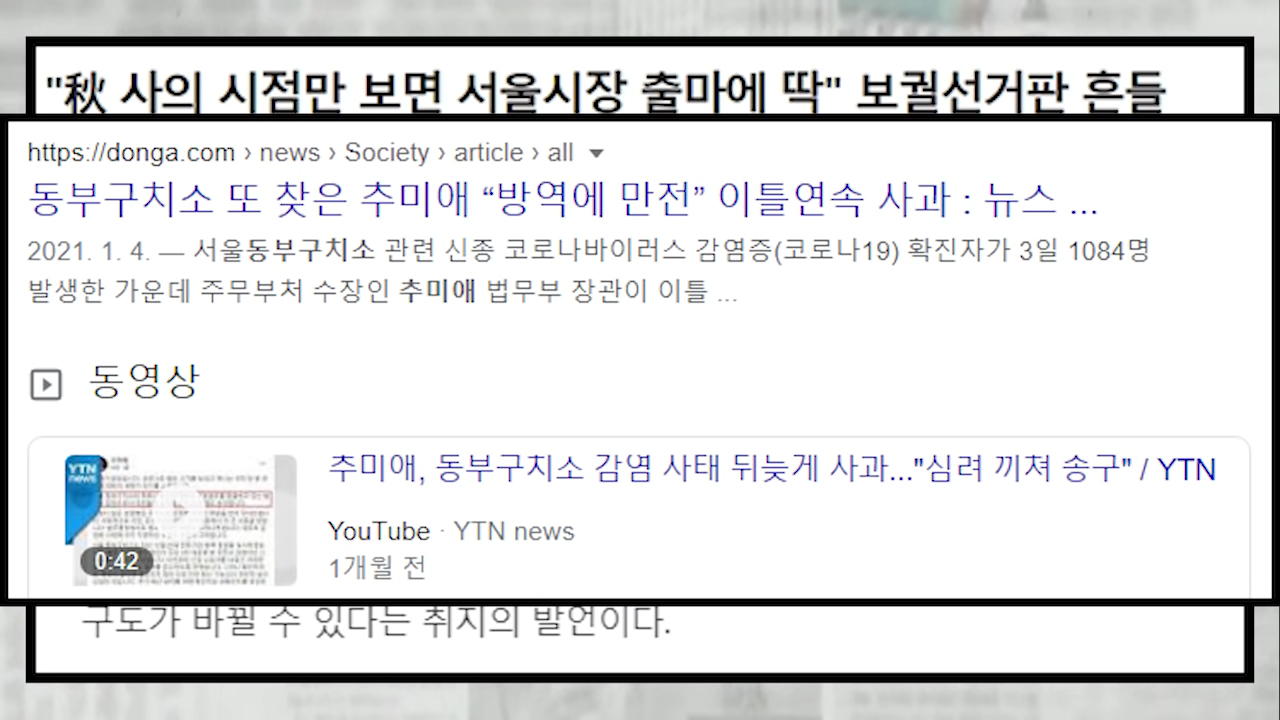 "秋 사의 시점만 보면 서울시장 출마에 딱" 보궐선거판 흔들
https://donga.com › news › Society › article › all
동부구치소 또 찾은 추미애 “방역에 만전” 이틀연속 사과 : 뉴스 ...
2021. 1. 4. — 서울동부구치소 관련 신종 코로나바이러스 감염증(코로나19) 확진자가 3일 1084명
발생한 가운데 주무부처 수장인 추미애 법무부 장관이 이틀 ...
동영상
YTN
news
0:42
추미애, 동부구치소 감염 사태 뒤늦게 사과..."심려 끼쳐 송구" / YTN
YouTube · YTN news
1개월 전
구도가 바뀔 수 있다는 취지의 발언이다.